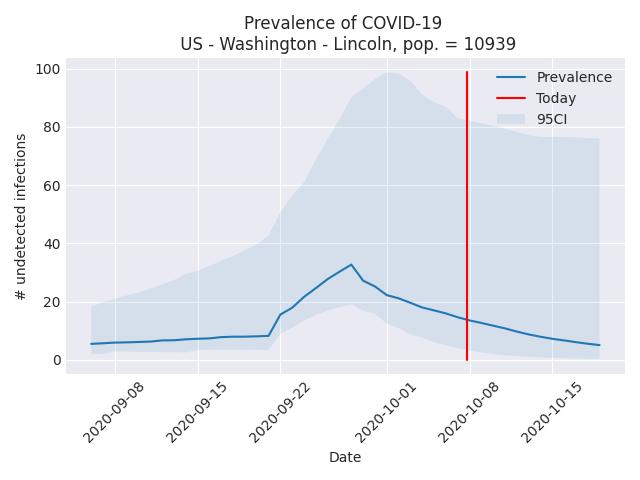 Prevalence of COVID-19
US - Washington - Lincoln, pop. = 10939
100
80
60
40
20
0
# undetected infections
Prevalence
Today
95CI
2020-09-08
2020-09-15
2020-09-22
2020-10-01
2020-10-08
2020-10-15
Date